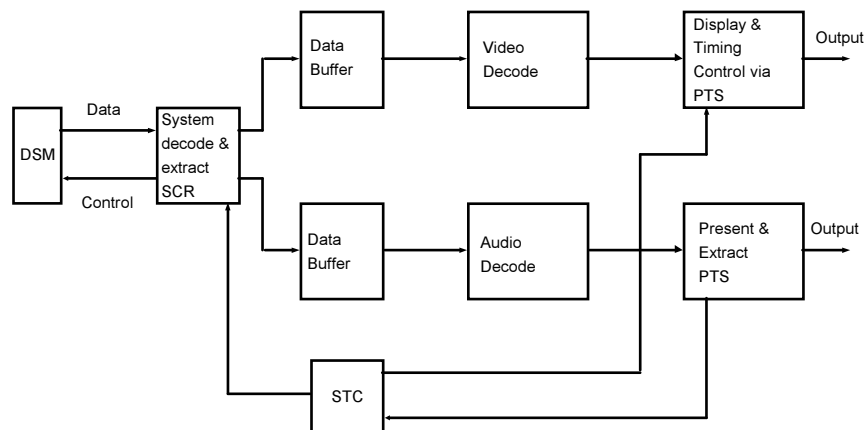 Data
Buffer
Video
Decode
Display &
Timing
Control via
PTS
Output
Data
DSM
Control
System
decode &
extract
SCR
Data
Buffer
Audio
Decode
Present &
Extract
PTS
Output
STC